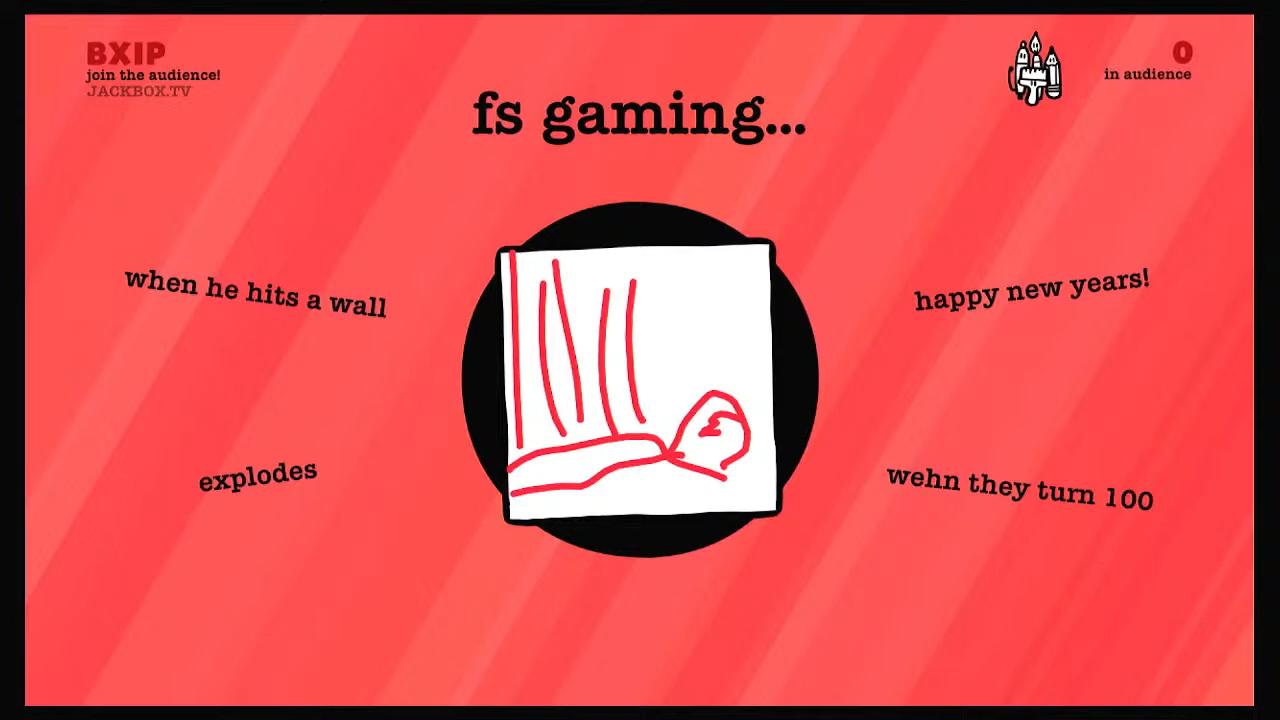 BXIP
join the audience!
JACKBOX.TV
0
in audience
fs gaming...
when he hits a wall
happy new years!
explodes
wehn they turn 100